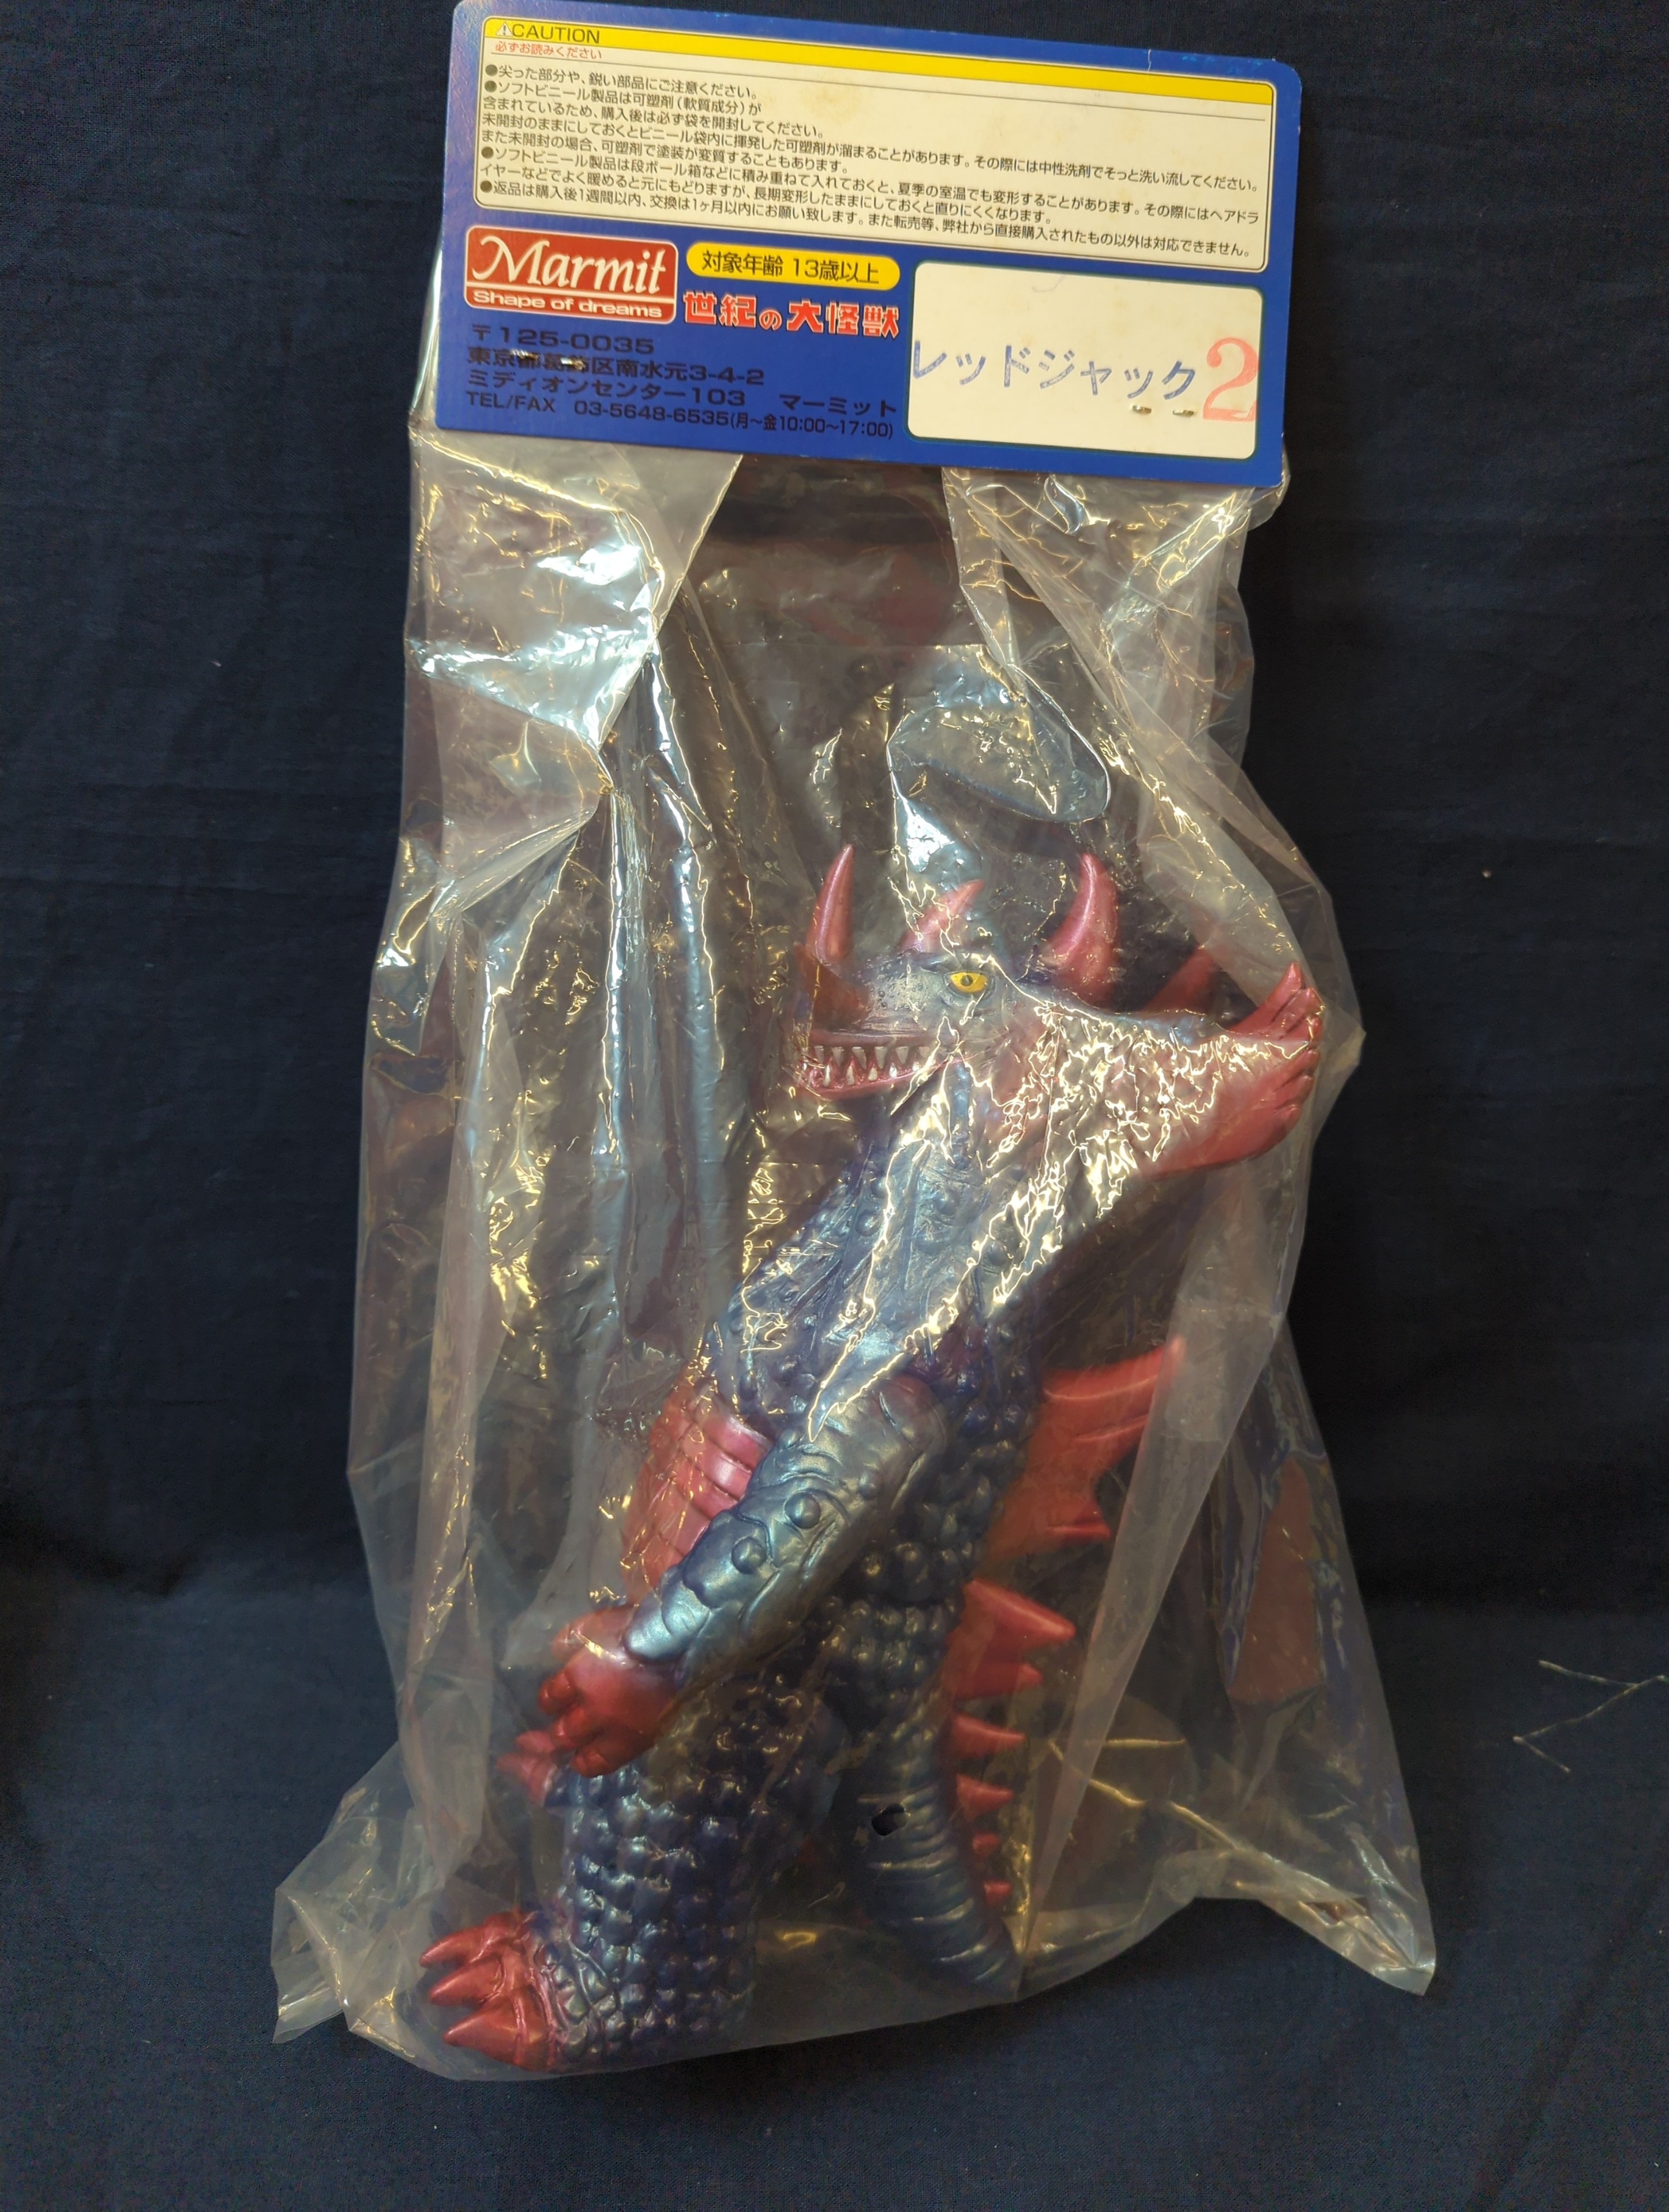 ⚠CAUTION
必ずお読みください
●尖った部分や、鋭い部品にご注意ください。
●ソフトビニール製品は可塑剤(軟質成分)が
含まれているため、購入後は必ず袋を開封してください。
未開封のままにしておくとビニール袋内に揮発した可塑剤が溜まることがあります。その際には中性洗剤でそっと洗い流してください。
また未開封の場合、可塑剤で塗装が変質することもあります。
●ソフトビニール製品は段ボール箱などに積み重ねて入れておくと、夏季の室温でも変形することがあります。その際にはヘアドラ
イヤーなどでよく暖めると元にもどりますが、長期変形したままにしておくと直りにくくなります。
●返品は購入後1週間以内、交換は1ヶ月以内にお願い致します。また転売等、弊社から直接購入されたもの以外は対応できません。
Marmit
Shape of dreams
対象年齢 13歳以上
世紀の大怪獣
〒125-0035
東京都葛飾区南水元3-4-2
ミディオンセンター103 マーミット
TEL/FAX 03-5648-6535(月〜金10:00〜17:00)
レッドジャック2